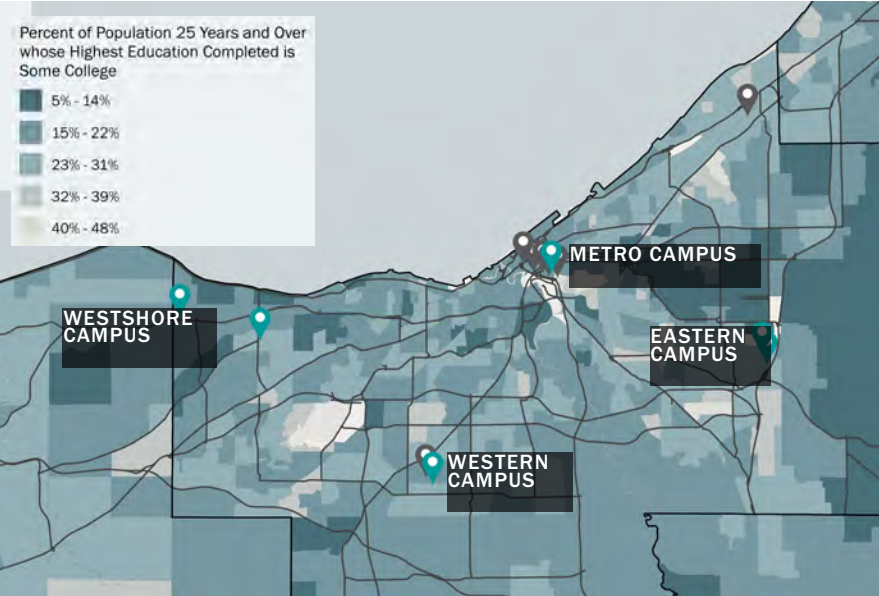 Percent of Population 25 Years and Over
whose Highest Education Completed is
Some College
5% - 14%
15% - 22%
23% - 31%
32% - 39%
40% - 48%
METRO CAMPUS
WESTSHORE
CAMPUS
EASTERN
CAMPUS
WESTERN
CAMPUS